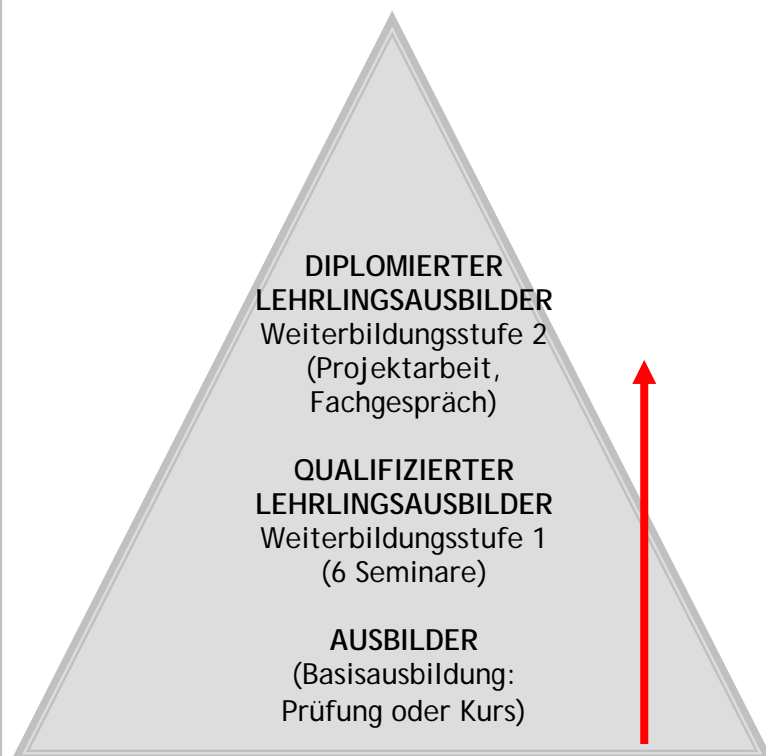 DIPLOMIERTER
LEHRLINGSAUSBILDER
Weiterbildungsstufe 2
(Projektarbeit,
Fachgespräch)
QUALIFIZIERTER
LEHRLINGSAUSBILDER
Weiterbildungsstufe 1
(6 Seminare)
AUSBILDER
(Basisausbildung:
Prüfung oder Kurs)